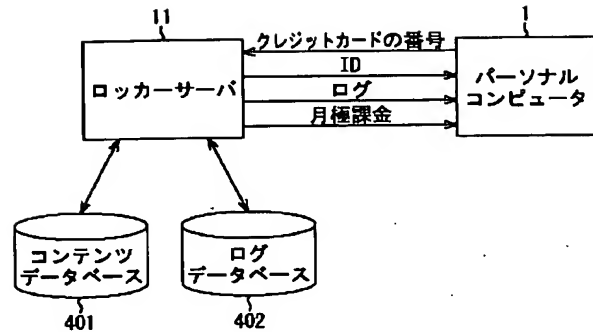 11
1
ロッカーサーバ
クレジットカードの番号
ID
ログ
月極課金
パーソナル
コンピュータ
コンテンツ
データベース
ログ
データベース
401
402